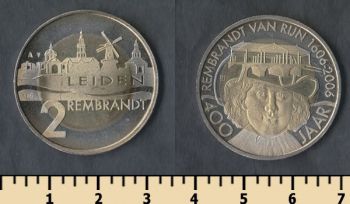 LEIDEN
2 REMBRANDT
400 REMBRANDT VAN RIJN 1606-2006
JAAR
1 2 3 4 5 6 7